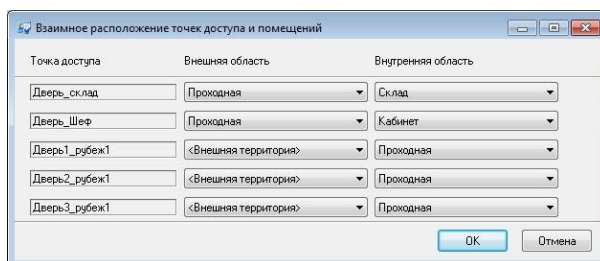 Взаимное расположение точек доступа и помещений
Точка доступа Внешняя область Внутренняя область
Дверь_склад Проходная Склад
Дверь_Шеф Проходная Кабинет
Дверь1_рубеж1 <Внешняя территория> Проходная
Дверь2_рубеж1 <Внешняя территория> Проходная
Дверь3_рубеж1 <Внешняя территория> Проходная
OK Отмена